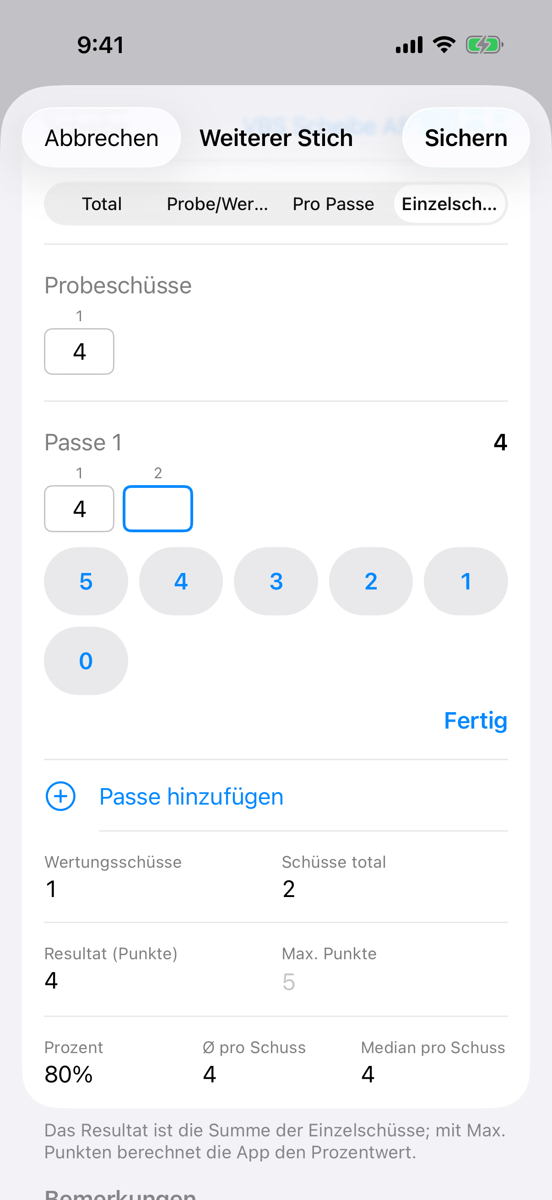 9:41
Abbrechen
Weiterer Stich
Sichern
Total
Probe/Wer...
Pro Passe
Einzelsch...
Probeschüsse
1
4
Passe 1
4
1
2
4
5
4
3
2
1
0
Fertig
Passe hinzufügen
Wertungsschüsse
Schüsse total
1
2
Resultat (Punkte)
Max. Punkte
4
5
Prozent
Ø pro Schuss
Median pro Schuss
80%
4
4
Das Resultat ist die Summe der Einzelschüsse; mit Max.
Punkten berechnet die App den Prozentwert.
Bemerkungen